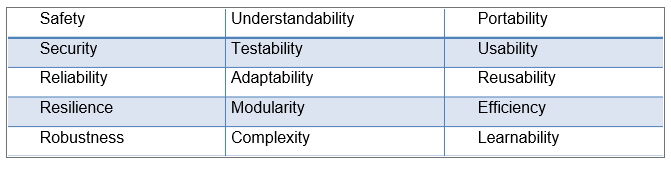 Safety Understandability Portability
Security Testability Usability
Reliability Adaptability Reusability
Resilience Modularity Efficiency
Robustness Complexity Learnability